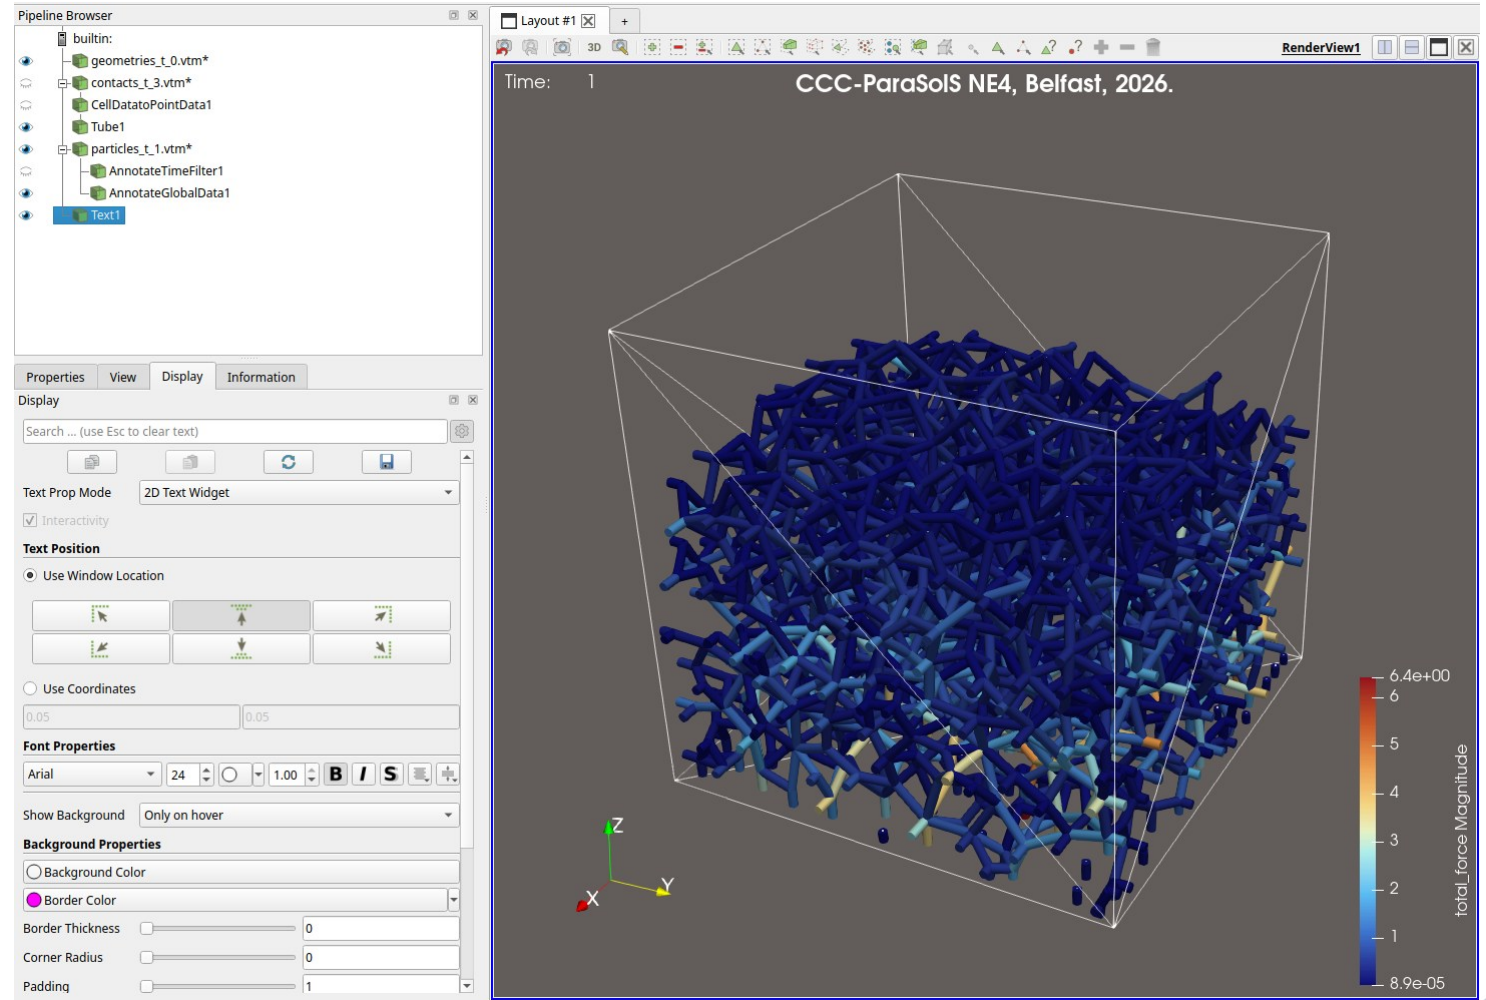 Pipeline Browser
builtin:
geometries_t_0.vtm*
contacts_t_3.vtm*
CellDatatoPointData1
Tube1
particles_t_1.vtm*
AnnotateTimeFilter1
AnnotateGlobalData1
Text1
Properties View Display Information
Display
Search ... (use Esc to clear text)
Text Prop Mode 2D Text Widget
Interactivity
Text Position
Use Window Location
Use Coordinates
0.05 0.05
Font Properties
Arial 24 1.00 B I S
Show Background Only on hover
Background Properties
Background Color
Border Color
Border Thickness 0
Corner Radius 0
Padding 1
Layout #1 +
3D RenderView1
Time: 1
CCC-ParaSolS NE4, Belfast, 2026.
Z
Y
X
6.4e+00
6
5
4
3
2
1
8.9e-05
total_force Magnitude